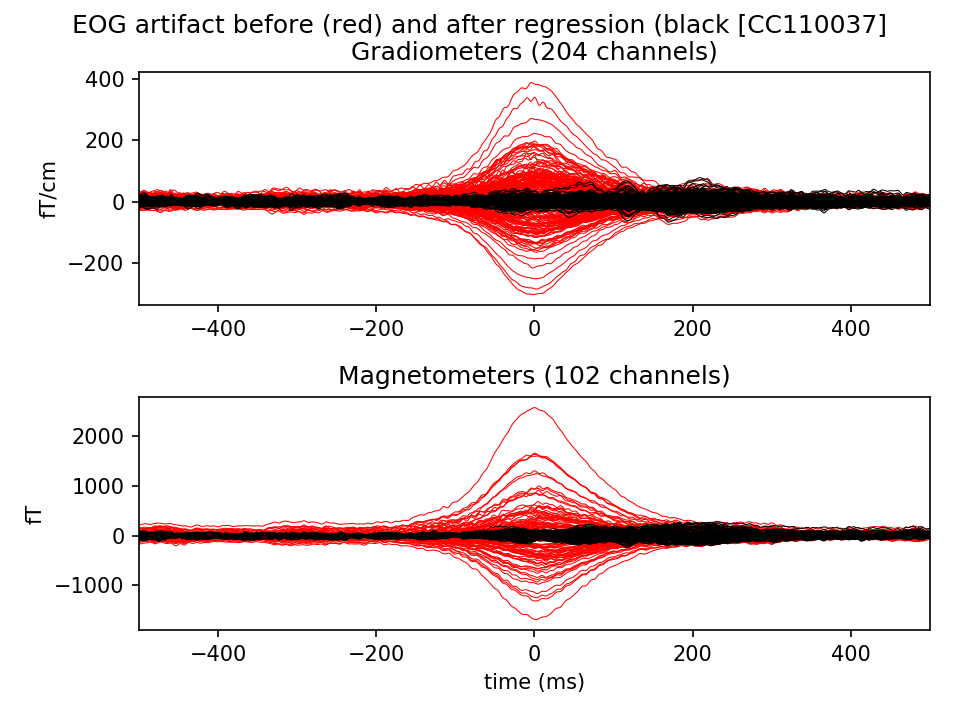 EOG artifact before (red) and after regression (black [CC110037]
Gradiometers (204 channels)
400
200
0
−200
fT/cm
−400 −200 0 200 400
Magnetometers (102 channels)
2000
1000
0
−1000
fT
−400 −200 0 200 400
time (ms)